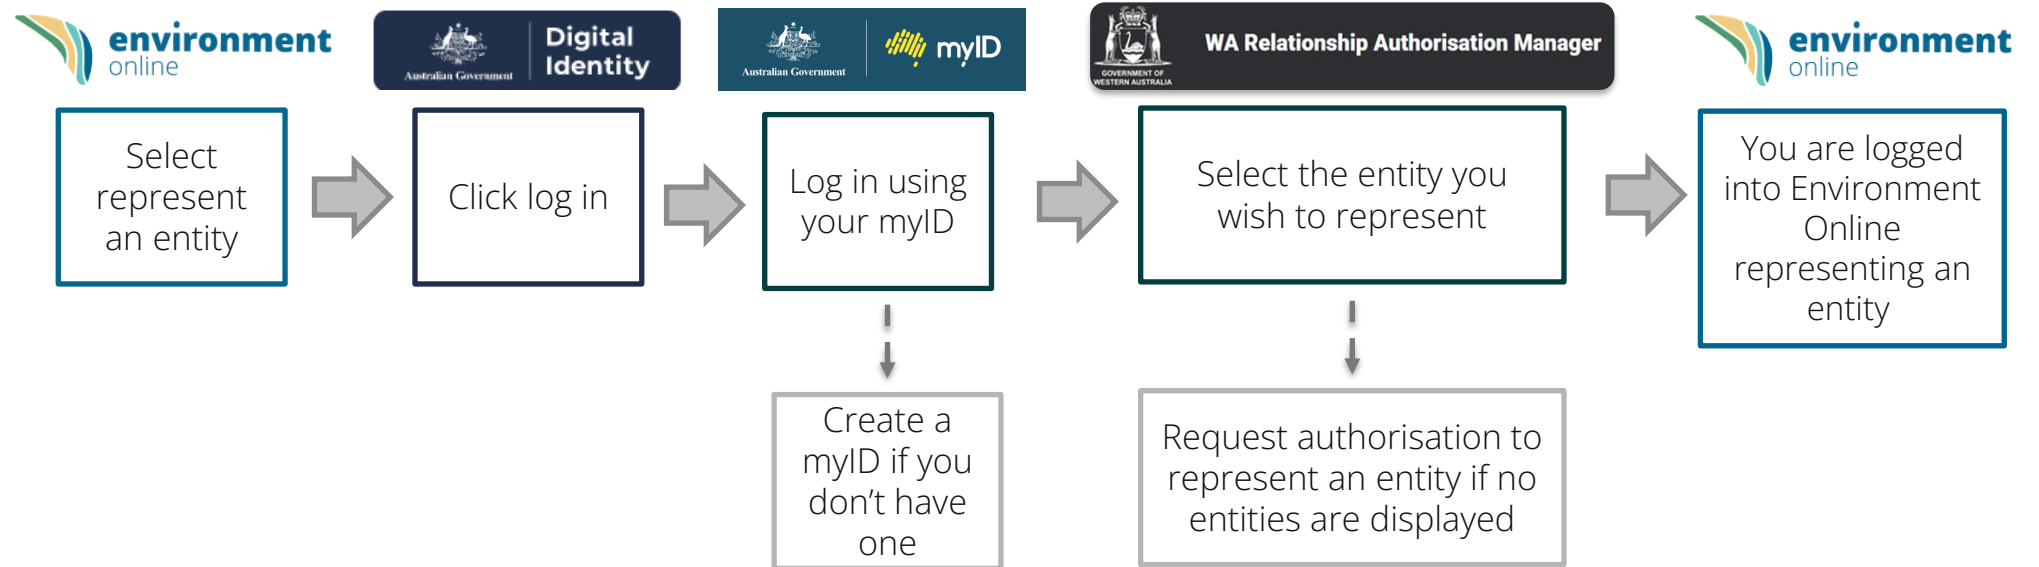 environment
online
Australian Government
Digital
Identity
Australian Government
myID
GOVERNMENT OF
WESTERN AUSTRALIA
WA Relationship Authorisation Manager
environment
online
Select
represent
an entity
Click log in
Log in using
your myID
Select the entity you
wish to represent
You are logged
into Environment
Online
representing an
entity
Create a
myID if you
don’t have
one
Request authorisation to
represent an entity if no
entities are displayed